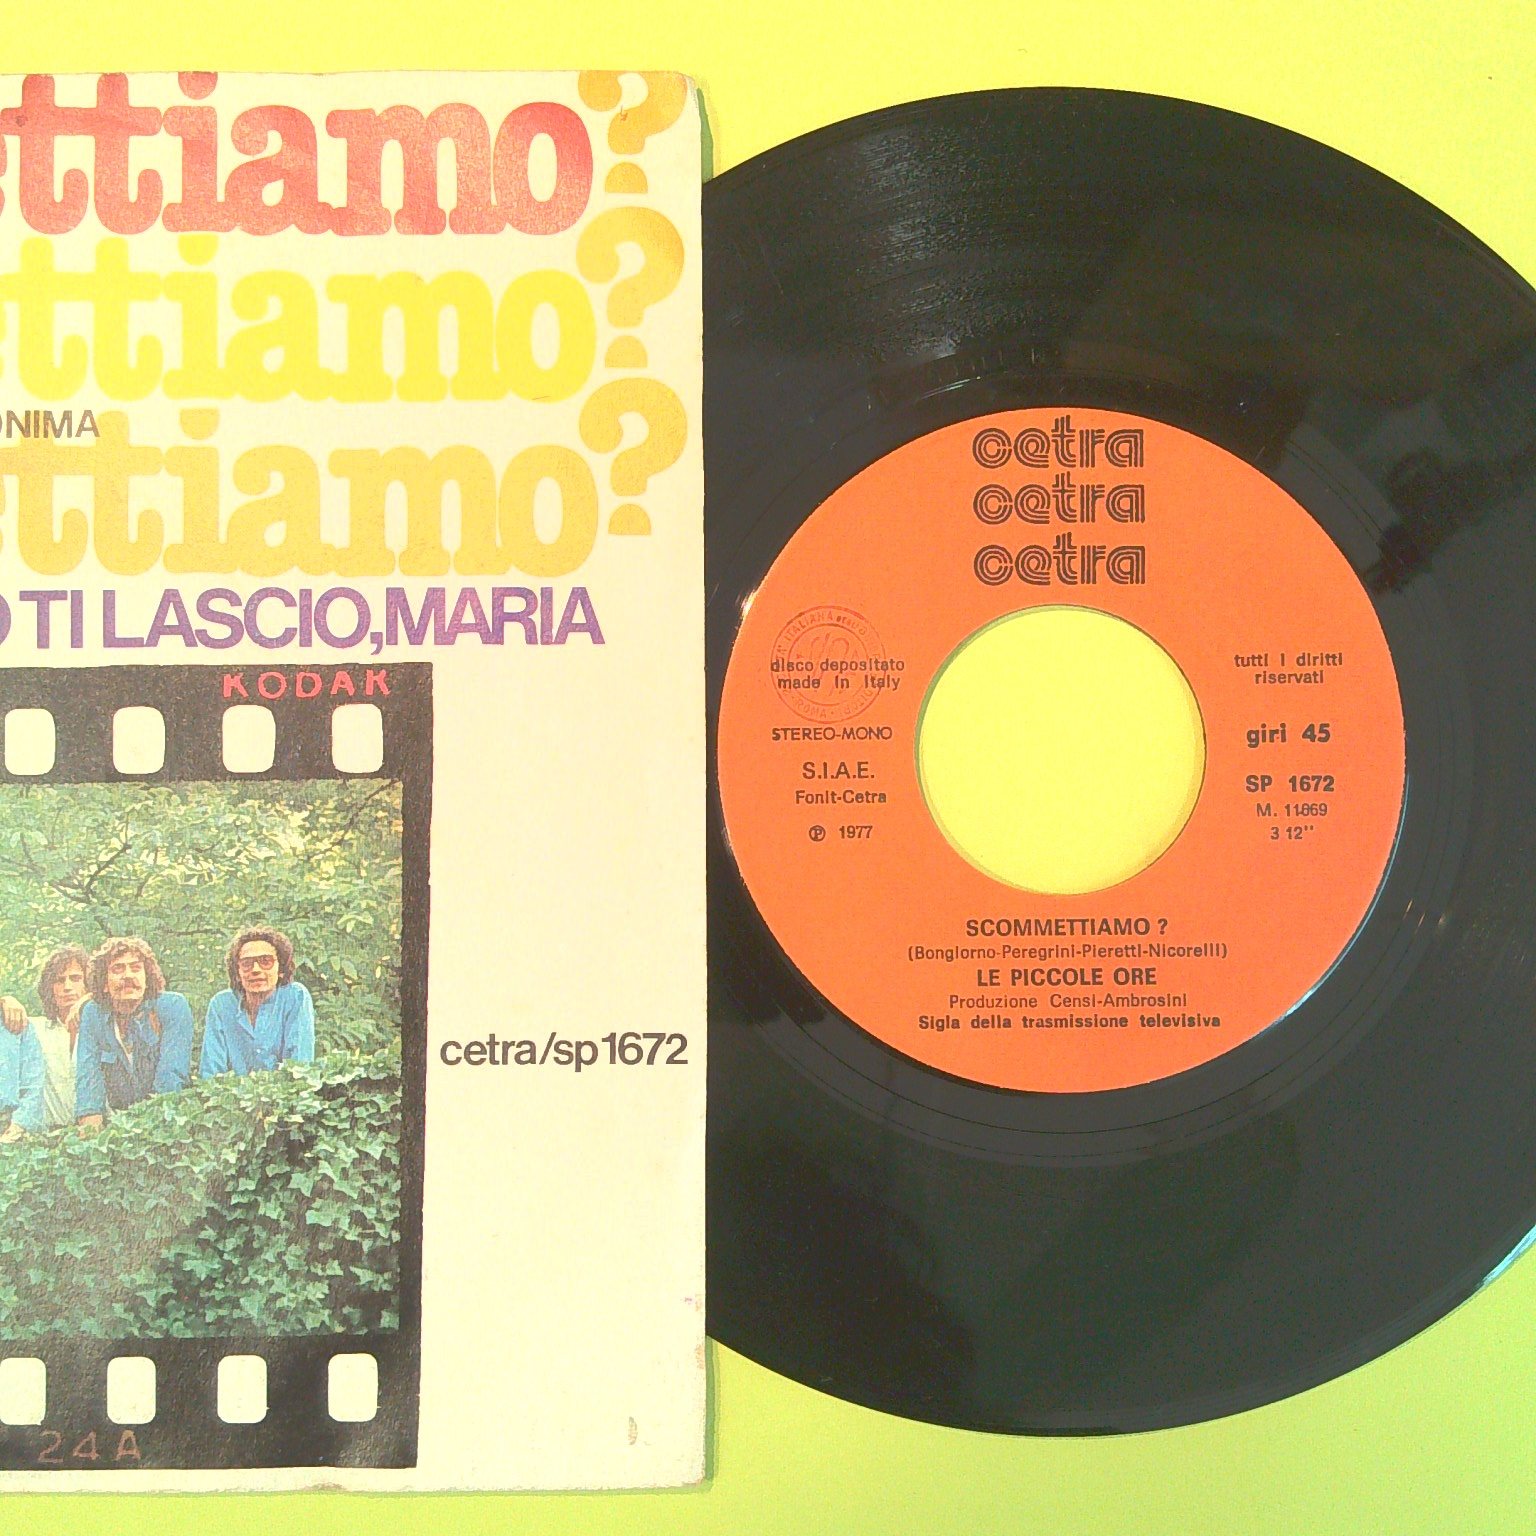 ettiamo?
ettiamo?
ONIMA
ettiamo?
O TI LASCIO, MARIA
KODAK
cetra/sp1672
24A
cetra
cetra
cetra
ITALIANA
ROMA
disco depositato
made in Italy
STEREO-MONO
S.I.A.E.
Fonit-Cetra
Ⓟ 1977
tutti i diritti
riservati
giri 45
SP 1672
M. 11869
3 12"
SCOMMETTIAMO ?
(Bongiorno-Peregrini-Pieretti-Nicorelli)
LE PICCOLE ORE
Produzione Censi-Ambrosini
Sigla della trasmissione televisiva